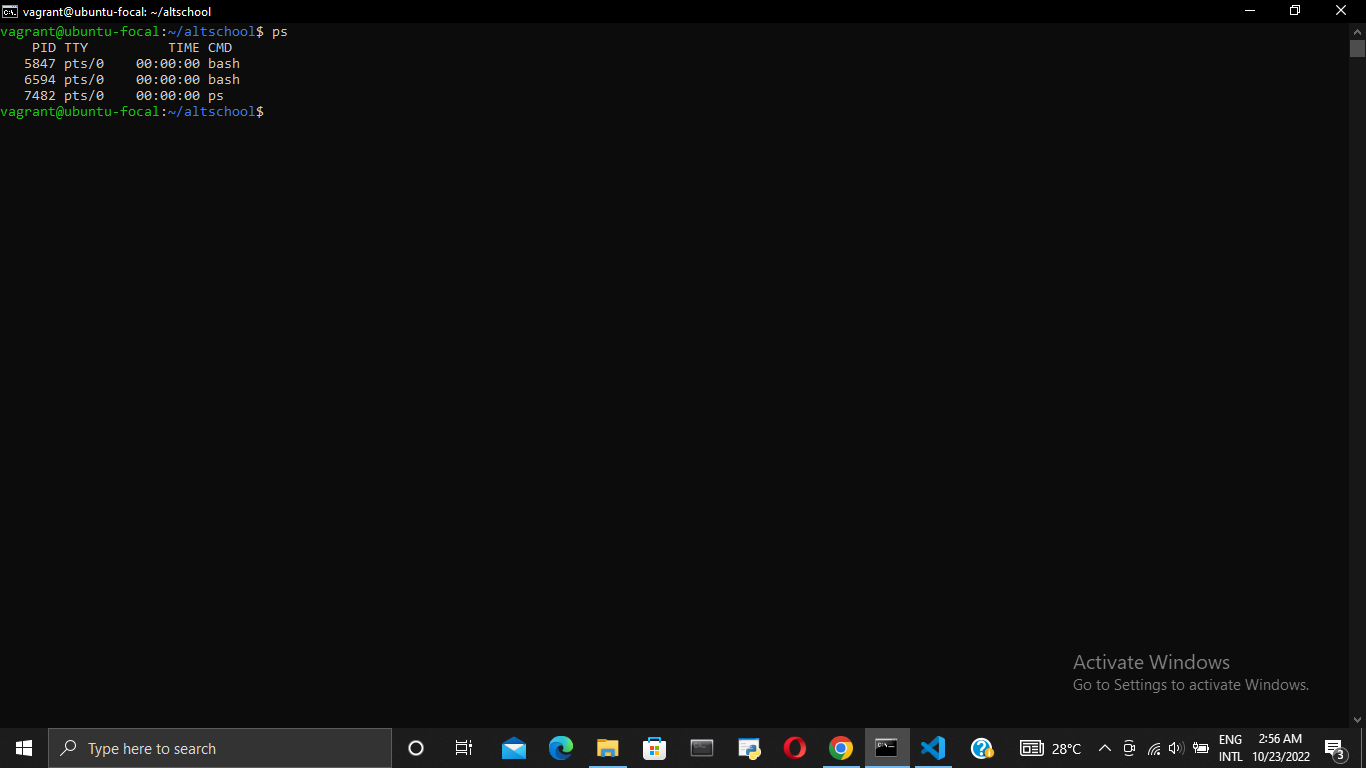 vagrant@ubuntu-focal: ~/altschool
vagrant@ubuntu-focal:~/altschool$ ps
    PID TTY          TIME CMD
   5847 pts/0    00:00:00 bash
   6594 pts/0    00:00:00 bash
   7482 pts/0    00:00:00 ps
vagrant@ubuntu-focal:~/altschool$
Activate Windows
Go to Settings to activate Windows.
Type here to search
28°C
ENG
INTL
2:56 AM
10/23/2022
3